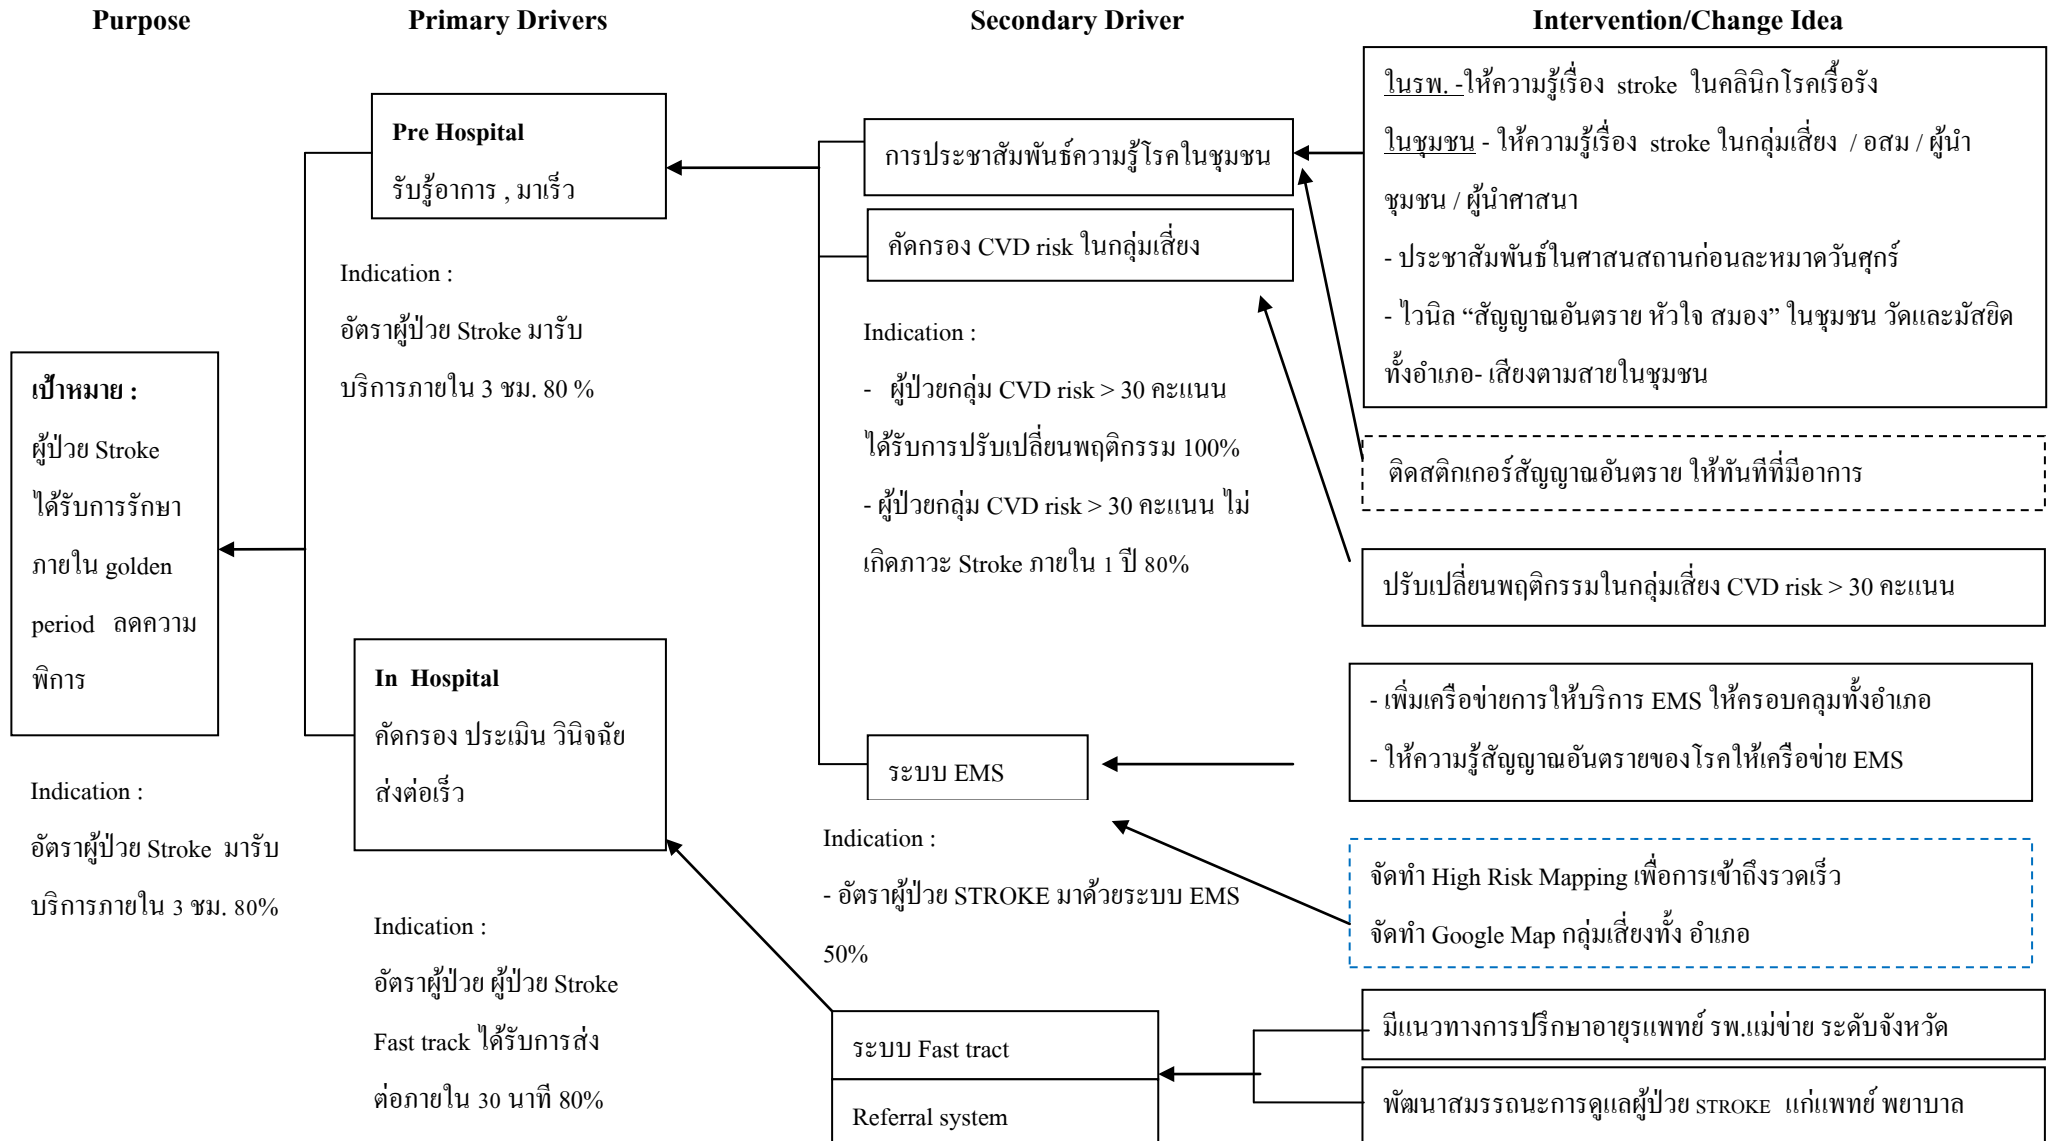 Purpose
Primary Drivers
Secondary Driver
Intervention/Change Idea
เป้าหมาย :
ผู้ป่วย Stroke
ได้รับการรักษา
ภายใน golden
period ลดความ
พิการ
Indication :
อัตราผู้ป่วย Stroke มารับ
บริการภายใน 3 ชม. 80%
Pre Hospital
รับรู้อาการ , มาเร็ว
Indication :
อัตราผู้ป่วย Stroke มารับ
บริการภายใน 3 ชม. 80 %
In Hospital
คัดกรอง ประเมิน วินิจฉัย
ส่งต่อเร็ว
Indication :
อัตราผู้ป่วย ผู้ป่วย Stroke
Fast track ได้รับการส่ง
ต่อภายใน 30 นาที 80%
การประชาสัมพันธ์ความรู้โรคในชุมชน
คัดกรอง CVD risk ในกลุ่มเสี่ยง
Indication :
- ผู้ป่วยกลุ่ม CVD risk > 30 คะแนน
ได้รับการปรับเปลี่ยนพฤติกรรม 100%
- ผู้ป่วยกลุ่ม CVD risk > 30 คะแนน ไม่
เกิดภาวะ Stroke ภายใน 1 ปี 80%
ระบบ EMS
Indication :
- อัตราผู้ป่วย STROKE มาด้วยระบบ EMS
50%
ระบบ Fast tract
Referral system
ในรพ. -ให้ความรู้เรื่อง stroke ในคลินิกโรคเรื้อรัง
ในชุมชน - ให้ความรู้เรื่อง stroke ในกลุ่มเสี่ยง / อสม / ผู้นำ
ชุมชน / ผู้นำศาสนา
- ประชาสัมพันธ์ในศาสนสถานก่อนละหมาดวันศุกร์
- ไวนิล “สัญญาณอันตราย หัวใจ สมอง” ในชุมชน วัดและมัสยิด
ทั้งอำเภอ- เสียงตามสายในชุมชน
ติดสติกเกอร์สัญญาณอันตราย ให้ทันทีที่มีอาการ
ปรับเปลี่ยนพฤติกรรมในกลุ่มเสี่ยง CVD risk > 30 คะแนน
- เพิ่มเครือข่ายการให้บริการ EMS ให้ครอบคลุมทั้งอำเภอ
- ให้ความรู้สัญญาณอันตรายของโรคให้เครือข่าย EMS
จัดทำ High Risk Mapping เพื่อการเข้าถึงรวดเร็ว
จัดทำ Google Map กลุ่มเสี่ยงทั้ง อำเภอ
มีแนวทางการปรึกษาอายุรแพทย์ รพ.แม่ข่าย ระดับจังหวัด
พัฒนาสมรรถนะการดูแลผู้ป่วย STROKE แก่แพทย์ พยาบาล